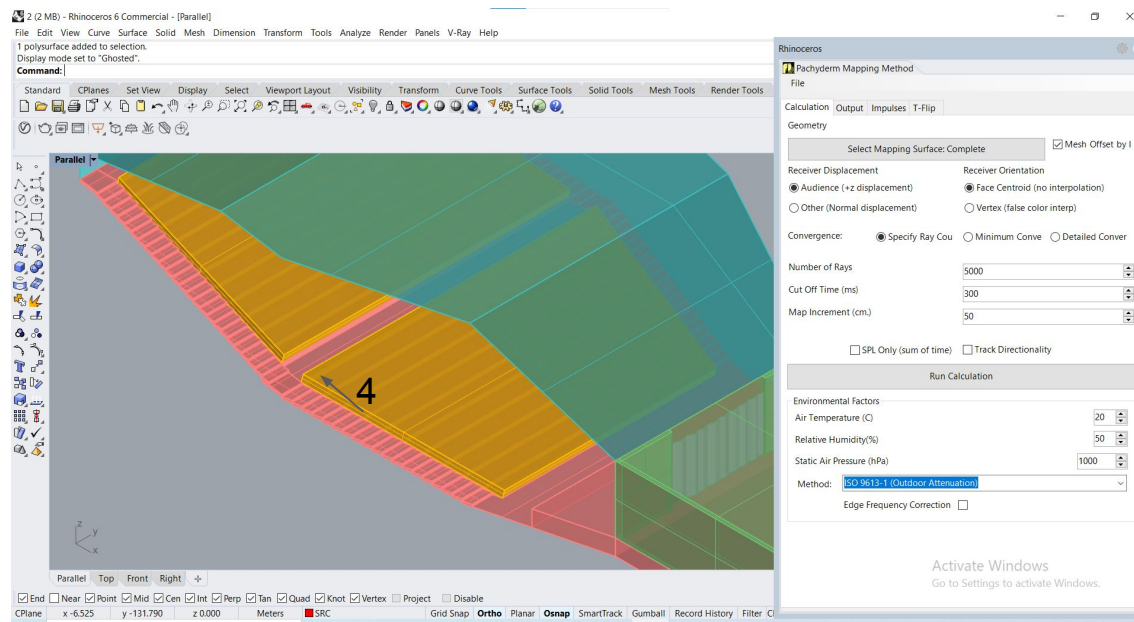 2 (2 MB) - Rhinoceros 6 Commercial - [Parallel]
File Edit View Curve Surface Solid Mesh Dimension Transform Tools Analyze Render Panels V-Ray Help
1 polysurface added to selection.
Display mode set to "Ghosted".
Command:
Standard CPlanes Set View Display Select Viewport Layout Visibility Transform Curve Tools Surface Tools Solid Tools Mesh Tools Render Tools
Parallel
4
z
y
x
Parallel Top Front Right
End Near Point Mid Cen Int Perp Tan Quad Knot Vertex Project Disable
CPlane x -6.525 y -131.790 z 0.000 Meters SRC Grid Snap Ortho Planar Osnap SmartTrack Gumball Record History Filter
Rhinoceros
Pachyderm Mapping Method
File
Calculation Output Impulses T-Flip
Geometry
Select Mapping Surface: Complete
Mesh Offset by I
Receiver Displacement Receiver Orientation
Audience (+z displacement) Face Centroid (no interpolation)
Other (Normal displacement) Vertex (false color interp)
Convergence: Specify Ray Cou Minimum Conve Detailed Conver
Number of Rays 5000
Cut Off Time (ms) 300
Map Increment (cm.) 50
SPL Only (sum of time) Track Directionality
Run Calculation
Environmental Factors
Air Temperature (C) 20
Relative Humidity(%) 50
Static Air Pressure (hPa) 1000
Method: ISO 9613-1 (Outdoor Attenuation)
Edge Frequency Correction
Activate Windows
Go to Settings to activate Windows.